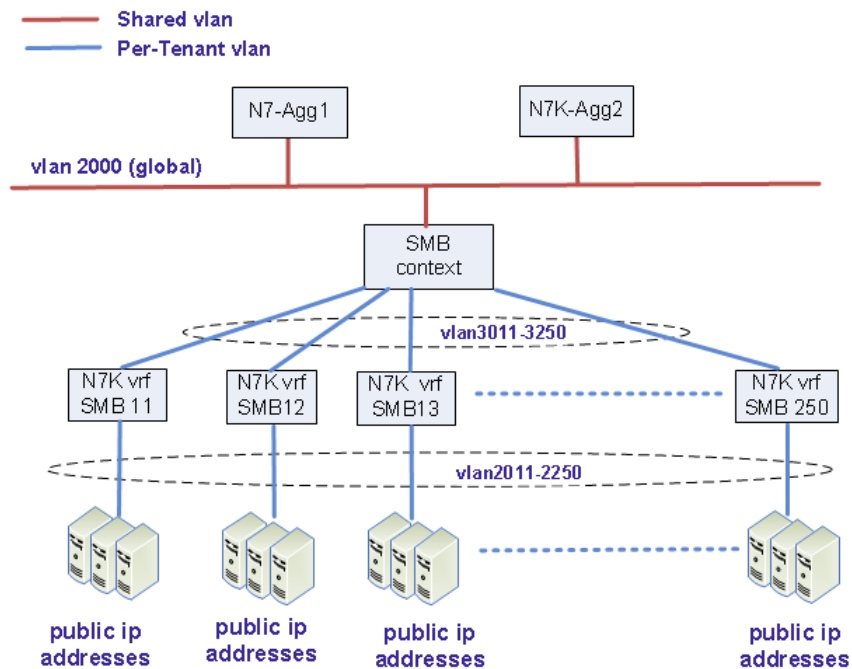 Shared vlan
Per-Tenant vlan
N7-Agg1
N7K-Agg2
vlan 2000 (global)
SMB
context
vlan3011-3250
N7K vrf
SMB 11
N7K vrf
SMB12
N7K vrf
SMB13
N7K vrf
SMB 250
vlan2011-2250
public ip
addresses
public ip
addresses
public ip
addresses
public ip
addresses